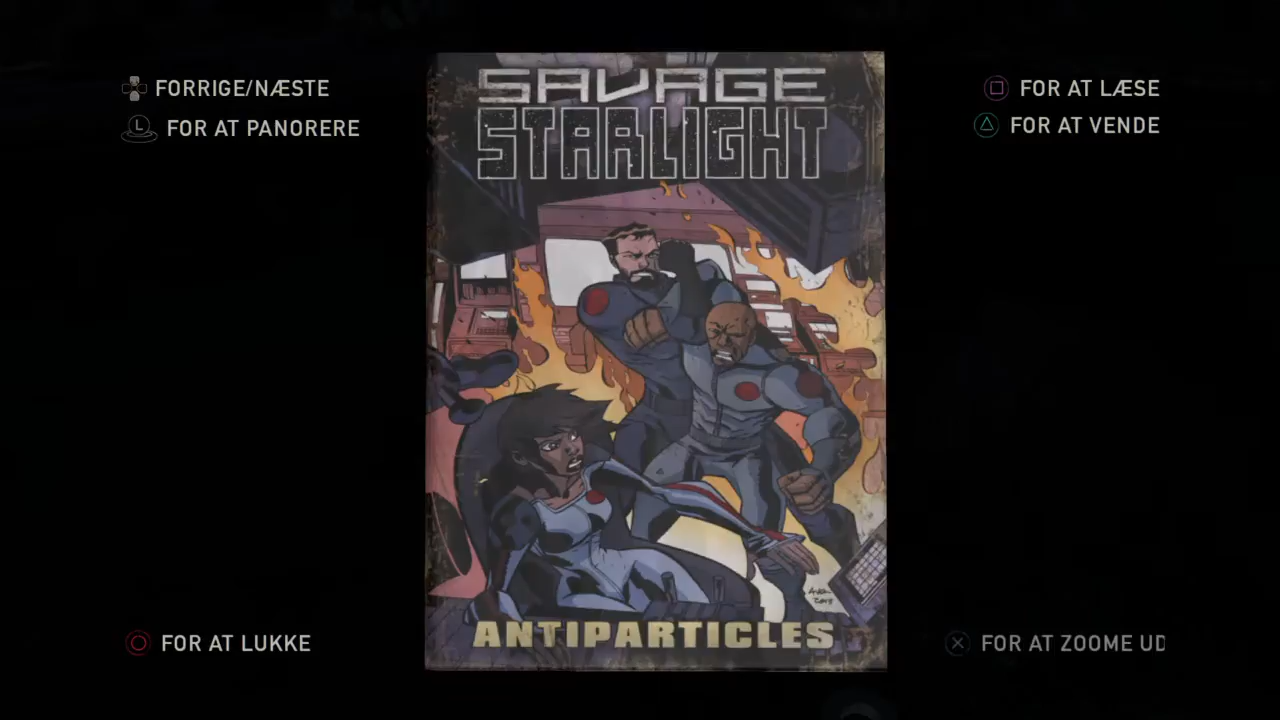 FORRIGE/NÆSTE
L FOR AT PANORERE
FOR AT LÆSE
FOR AT VENDE
SAVAGE
STARLIGHT
ANTIPARTICLES
FOR AT LUKKE
FOR AT ZOOME UD